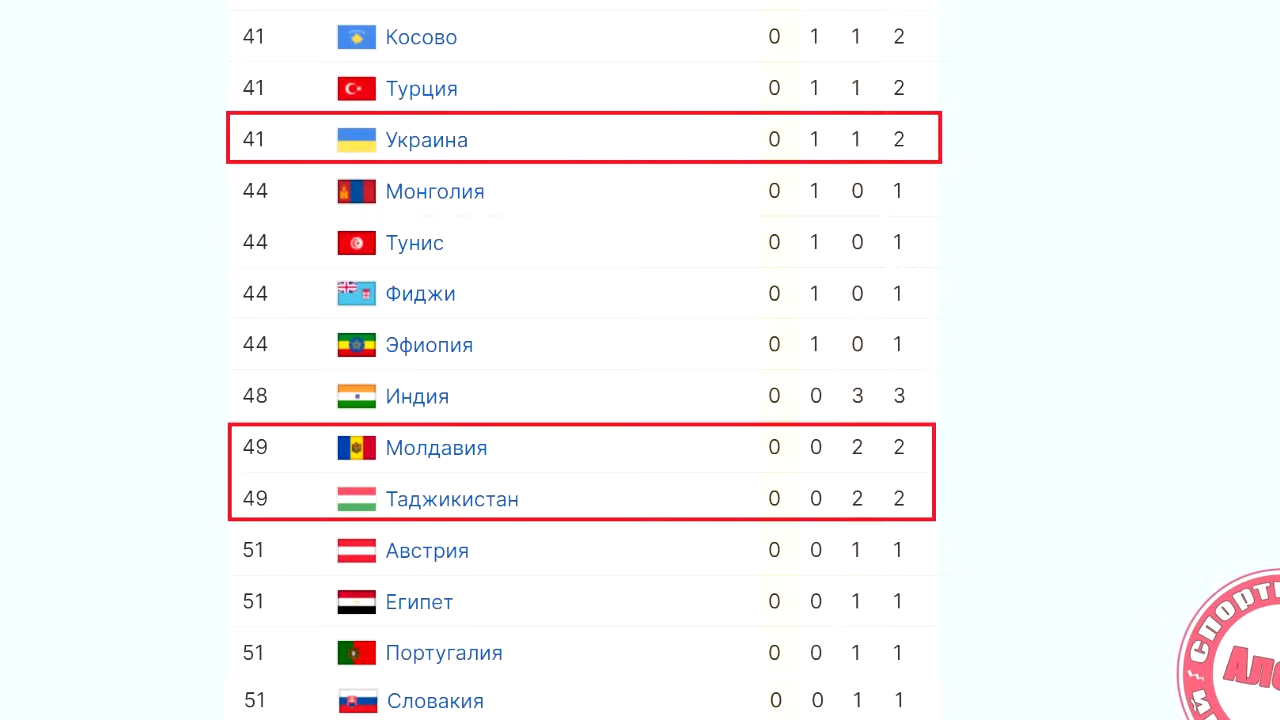 41 Косово 0 1 1 2
41 Турция 0 1 1 2
41 Украина 0 1 1 2
44 Монголия 0 1 0 1
44 Тунис 0 1 0 1
44 Фиджи 0 1 0 1
44 Эфиопия 0 1 0 1
48 Индия 0 0 3 3
49 Молдавия 0 0 2 2
49 Таджикистан 0 0 2 2
51 Австрия 0 0 1 1
51 Египет 0 0 1 1
51 Португалия 0 0 1 1
51 Словакия 0 0 1 1